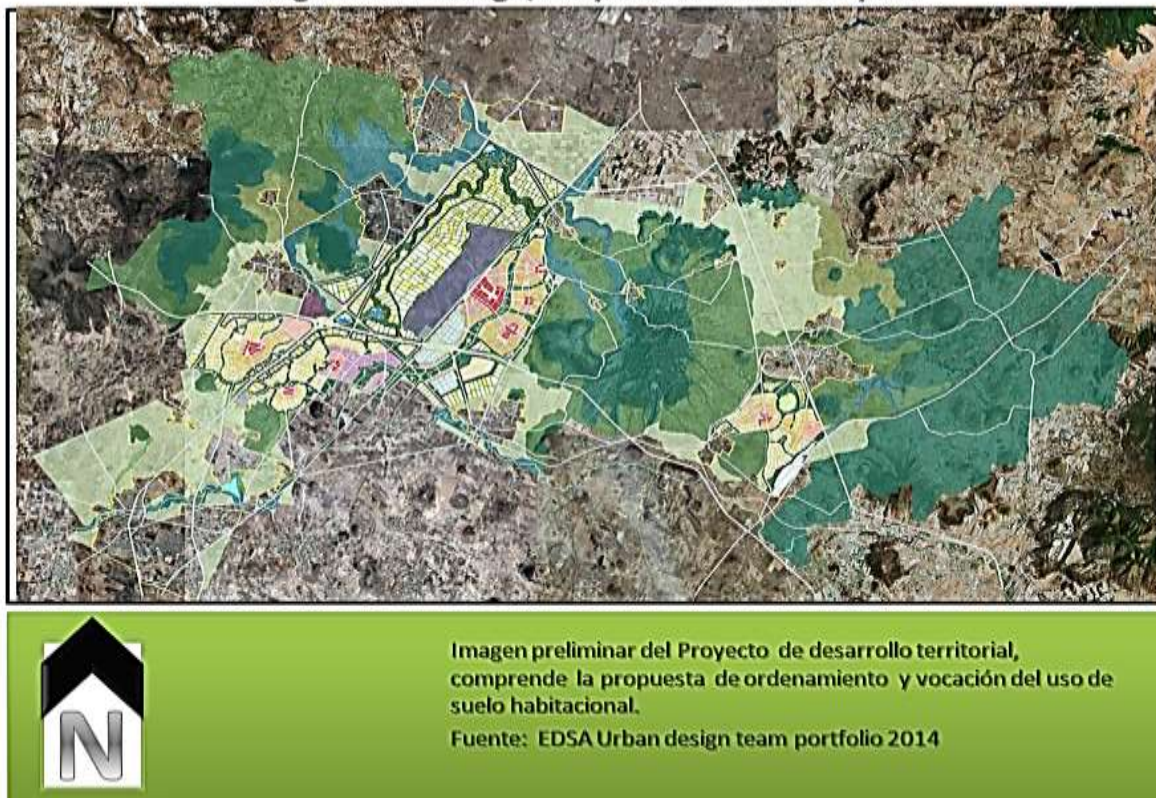 N
Imagen preliminar del Proyecto de desarrollo territorial,
comprende la propuesta de ordenamiento y vocación del uso de
suelo habitacional.
Fuente: EDSA Urban design team portfolio 2014